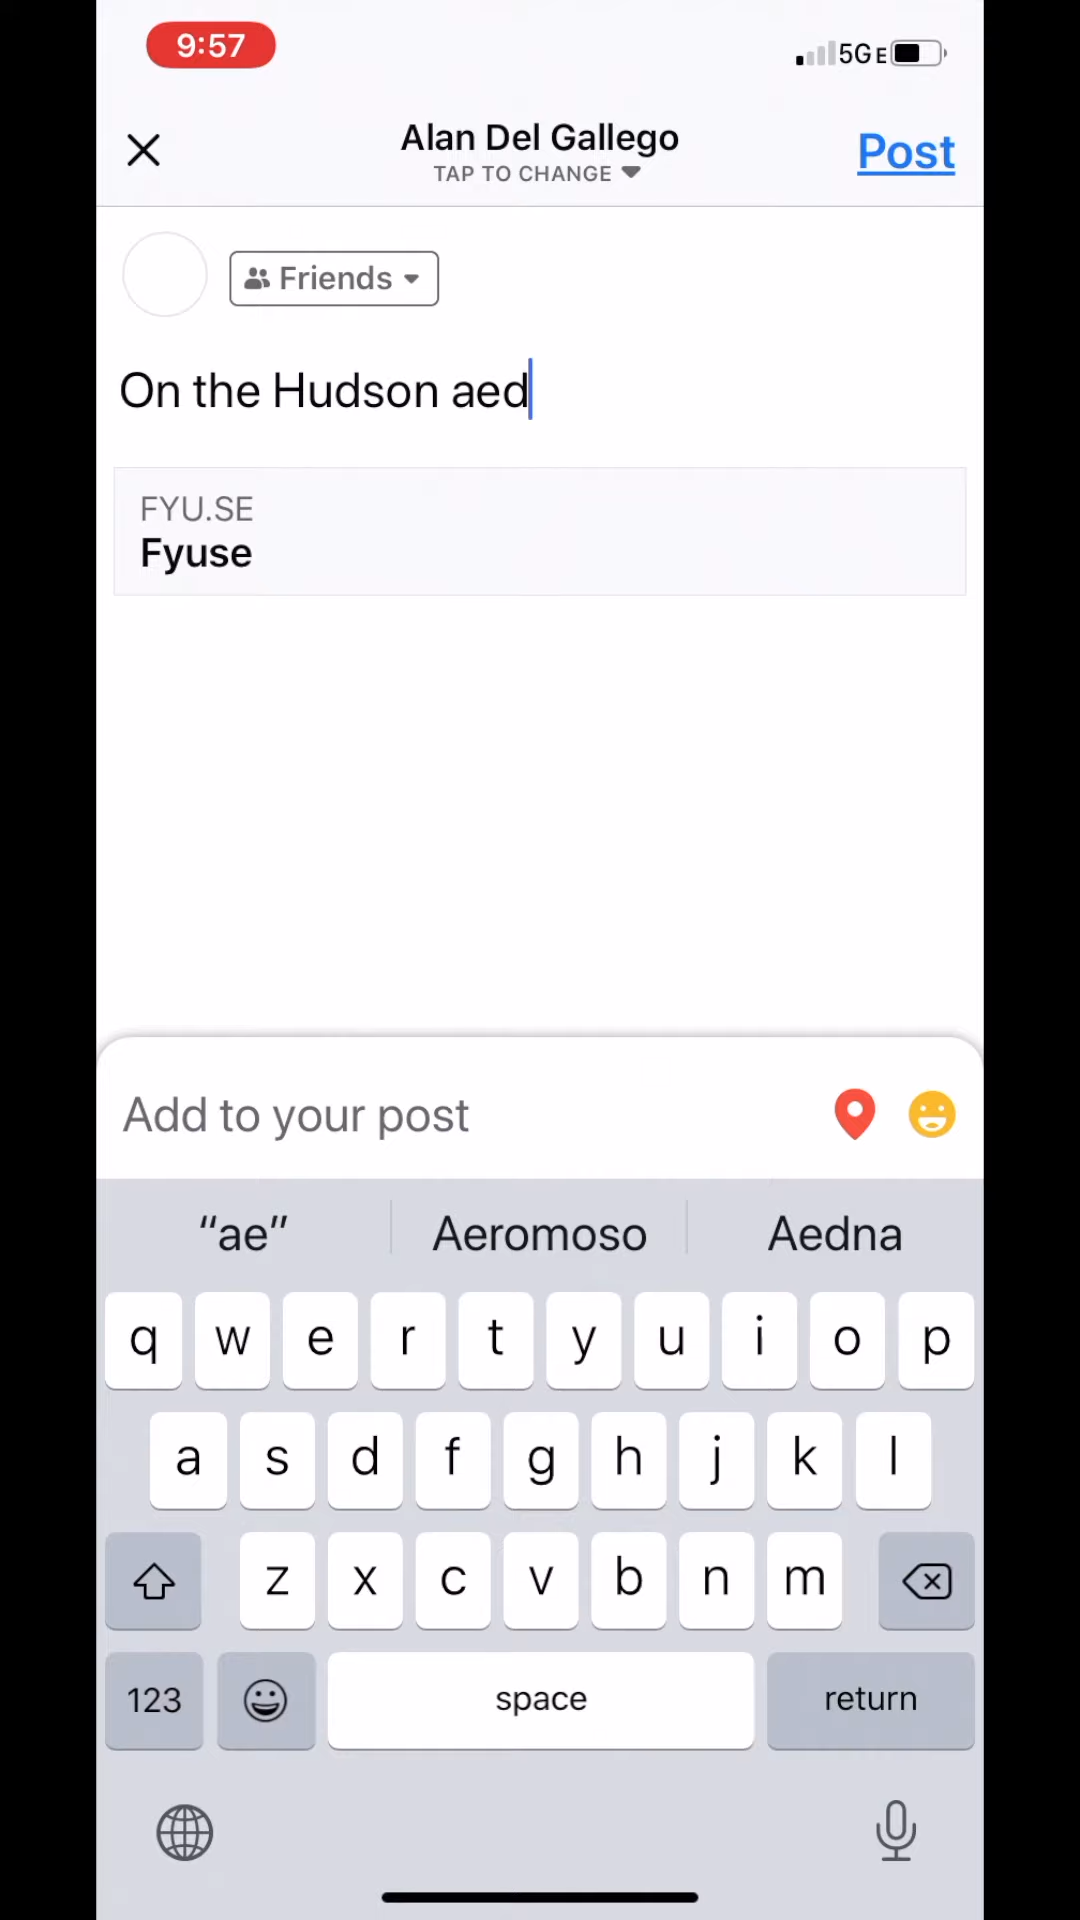 9:57
5GE
Alan Del Gallego
Post
TAP TO CHANGE
Friends
On the Hudson aed
FYU.SE
Fyuse
Add to your post
“ae” Aeromoso Aedna
q w e r t y u i o p
a s d f g h j k l
z x c v b n m
123 space return